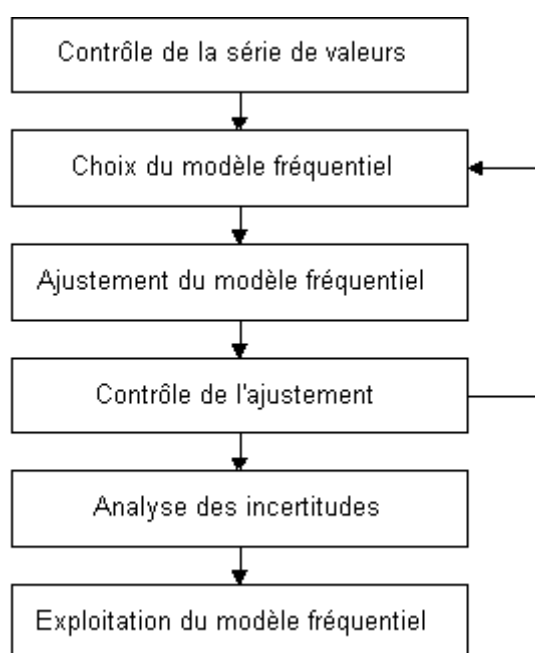 Contrôle de la série de valeurs
Choix du modèle fréquentiel
Ajustement du modèle fréquentiel
Contrôle de l'ajustement
Analyse des incertitudes
Exploitation du modèle fréquentiel